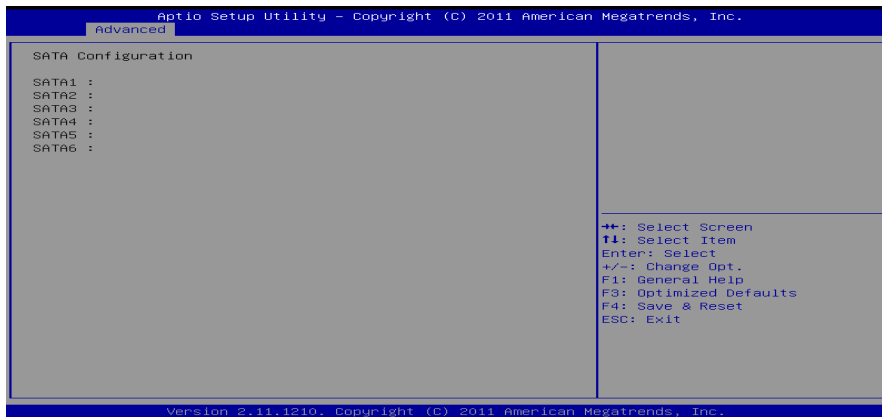 Aptio Setup Utility – Copyright (C) 2011 American Megatrends, Inc.
Advanced
SATA Configuration
SATA1 :
SATA2 :
SATA3 :
SATA4 :
SATA5 :
SATA6 :
→←: Select Screen
↑↓: Select Item
Enter: Select
+/-: Change Opt.
F1: General Help
F3: Optimized Defaults
F4: Save & Reset
ESC: Exit
Version 2.11.1210. Copyright (C) 2011 American Megatrends, Inc.